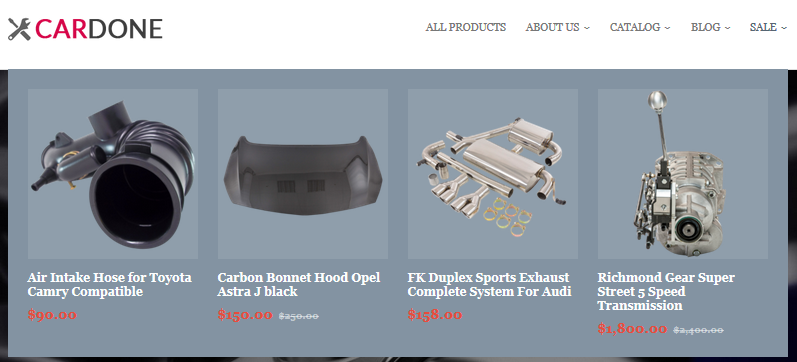 CARDONE
ALL PRODUCTS ABOUT US CATALOG BLOG SALE
Air Intake Hose for Toyota
Camry Compatible
$90.00
Carbon Bonnet Hood Opel
Astra J black
$150.00 $250.00
FK Duplex Sports Exhaust
Complete System For Audi
$158.00
Richmond Gear Super
Street 5 Speed
Transmission
$1,800.00 $2,400.00